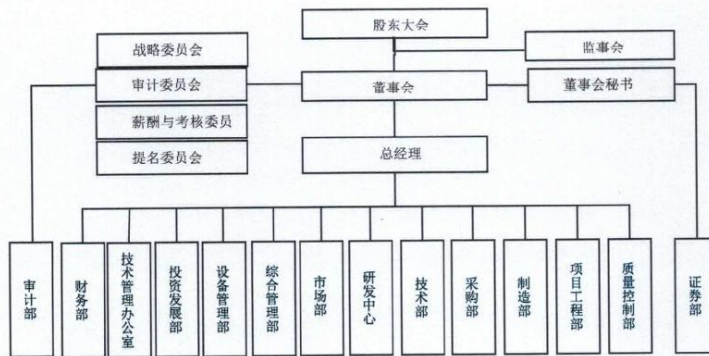 股东大会
战略委员会
监事会
审计委员会
董事会
董事会秘书
薪酬与考核委员
提名委员会
总经理
审计部
财务部
技术管理办公室
投资发展部
设备管理部
综合管理部
市场部
研发中心
技术部
采购部
制造部
项目工程部
质量控制部
证券部